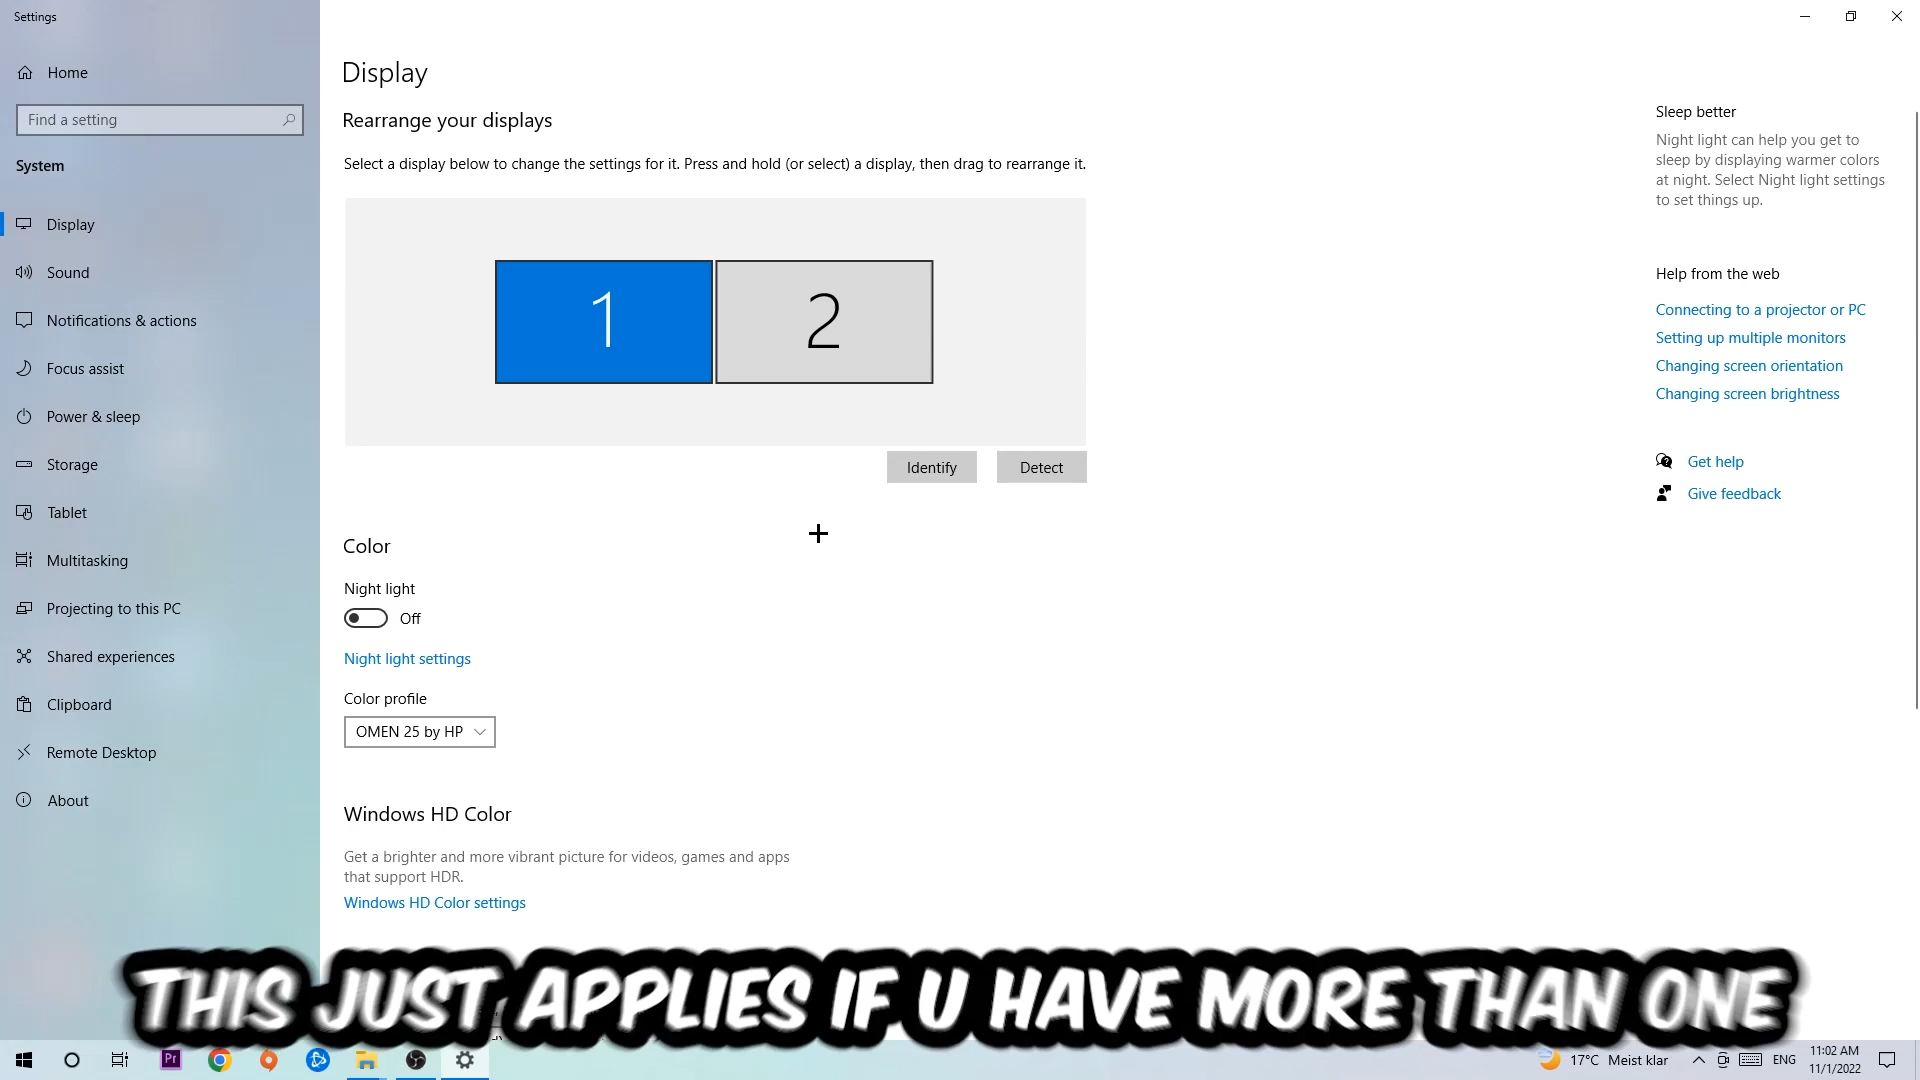 Settings
Home
Find a setting
System
Display
Sound
Notifications & actions
Focus assist
Power & sleep
Storage
Tablet
Multitasking
Projecting to this PC
Shared experiences
Clipboard
Remote Desktop
About
Display
Rearrange your displays
Select a display below to change the settings for it. Press and hold (or select) a display, then drag to rearrange it.
1
2
Identify
Detect
Color
Night light
Off
Night light settings
Color profile
OMEN 25 by HP
Windows HD Color
Get a brighter and more vibrant picture for videos, games and apps
that support HDR.
Windows HD Color settings
Sleep better
Night light can help you get to
sleep by displaying warmer colors
at night. Select Night light settings
to set things up.
Help from the web
Connecting to a projector or PC
Setting up multiple monitors
Changing screen orientation
Changing screen brightness
Get help
Give feedback
THIS JUST APPLIES IF U HAVE MORE THAN ONE
Pr
17°C Meist klar
ENG
11:02 AM
11/1/2022